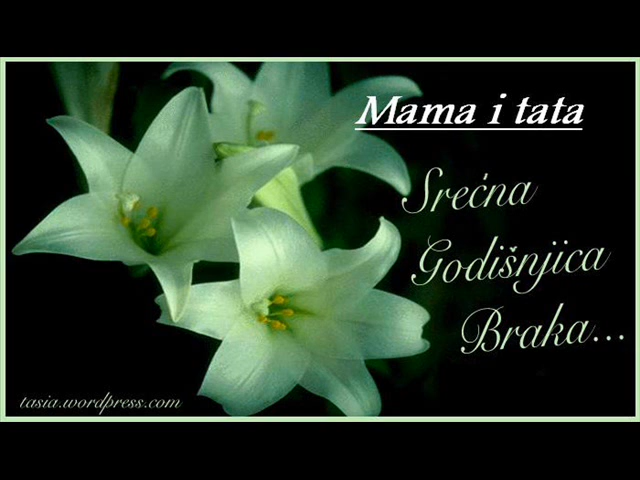 Mama i tata
Srećna
Godišnjica
Braka...
tasia.wordpress.com